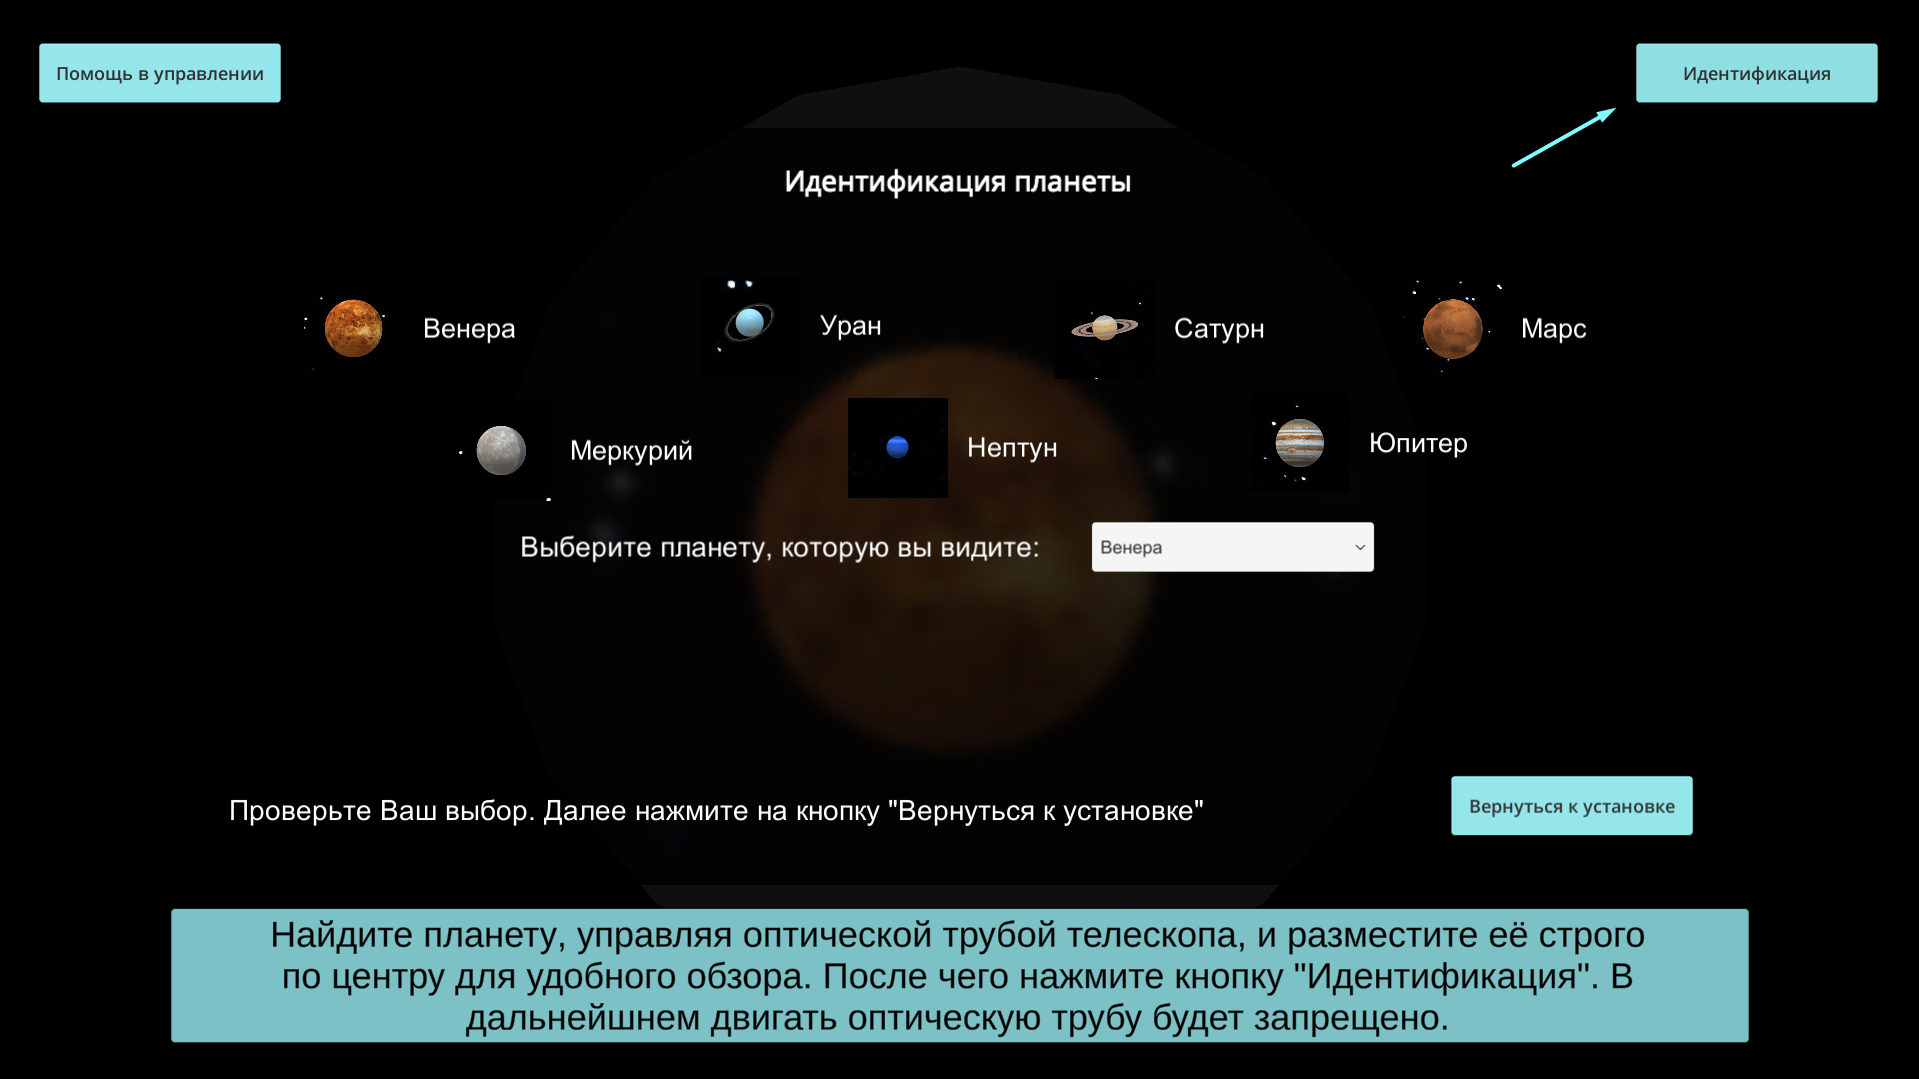 Помощь в управлении
Идентификация
Идентификация планеты
Венера
Уран
Сатурн
Марс
Меркурий
Нептун
Юпитер
Выберите планету, которую вы видите:
Венера
Проверьте Ваш выбор. Далее нажмите на кнопку "Вернуться к установке"
Вернуться к установке
Найдите планету, управляя оптической трубой телескопа, и разместите её строго
по центру для удобного обзора. После чего нажмите кнопку "Идентификация". В
дальнейшнем двигать оптическую трубу будет запрещено.